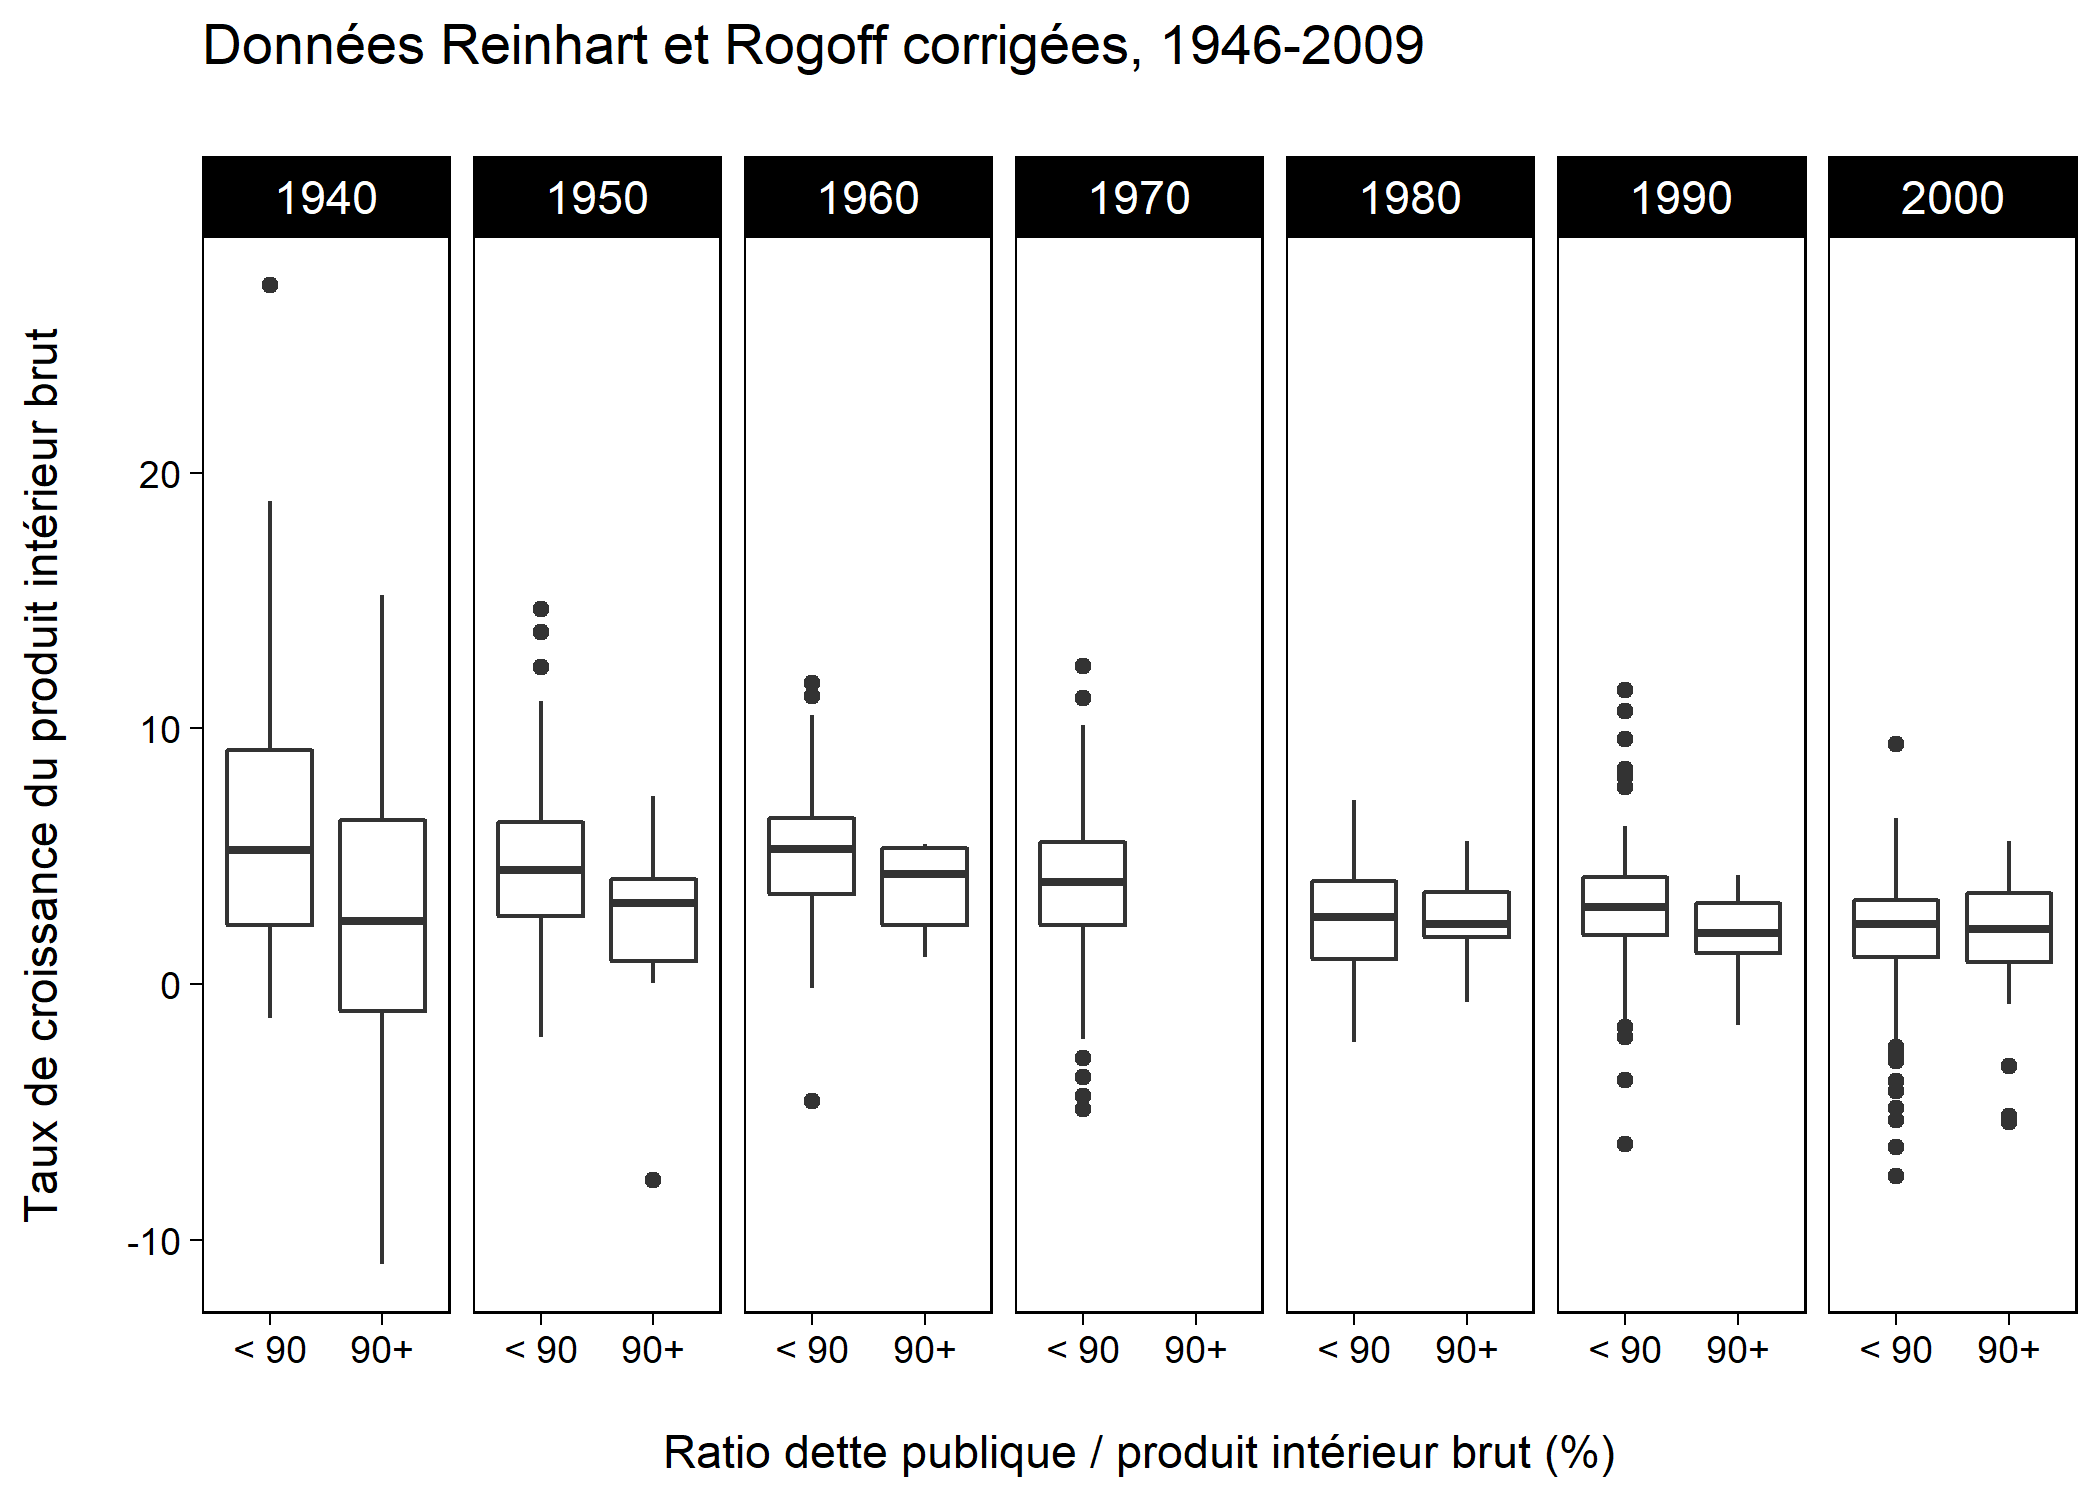 Données Reinhart et Rogoff corrigées, 1946-2009
1940 1950 1960 1970 1980 1990 2000
Taux de croissance du produit intérieur brut
20
10
0
-10
< 90 90+ < 90 90+ < 90 90+ < 90 90+ < 90 90+ < 90 90+ < 90 90+
Ratio dette publique / produit intérieur brut (%)